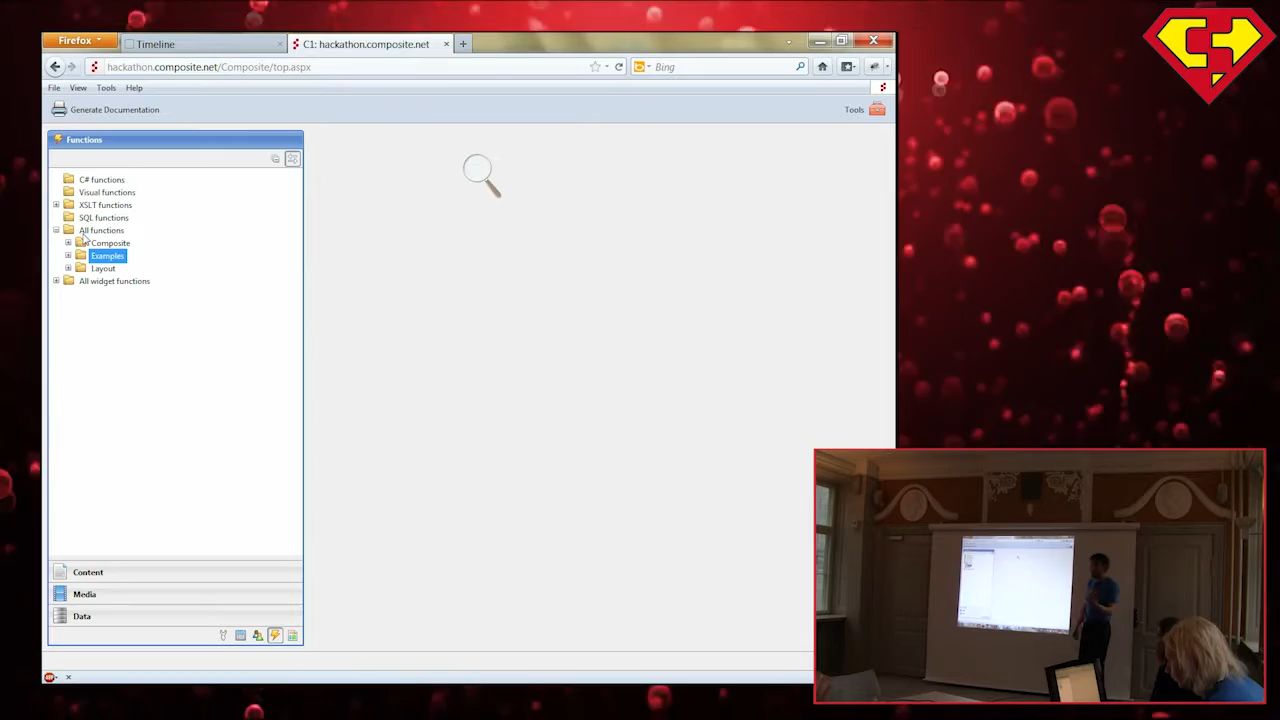 Firefox
Timeline
C1: hackathon.composite.net
hackathon.composite.net/Composite/top.aspx
Bing
File View Tools Help
Generate Documentation
Tools
Functions
C# functions
Visual functions
XSLT functions
SQL functions
All functions
Composite
Examples
Layout
All widget functions
Content
Media
Data
ABP